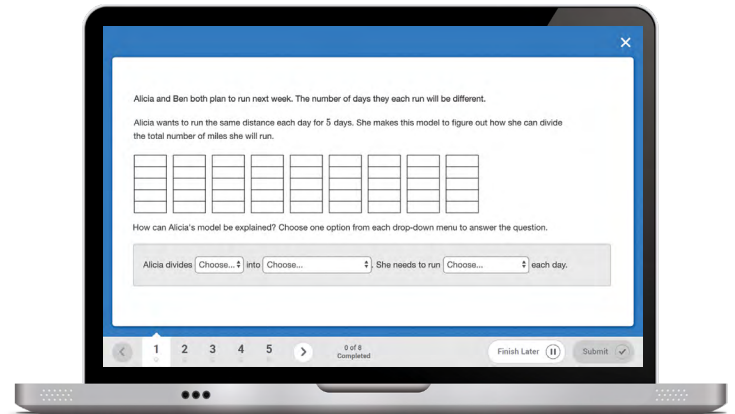 Alicia and Ben both plan to run next week. The number of days they each run will be different.
Alicia wants to run the same distance each day for 5 days. She makes this model to figure out how she can divide
the total number of miles she will run.
How can Alicia's model be explained? Choose one option from each drop-down menu to answer the question.
Alicia divides Choose... into Choose... . She needs to run Choose... each day.
1 2 3 4 5 0 of 8 Finish Later Submit
Completed